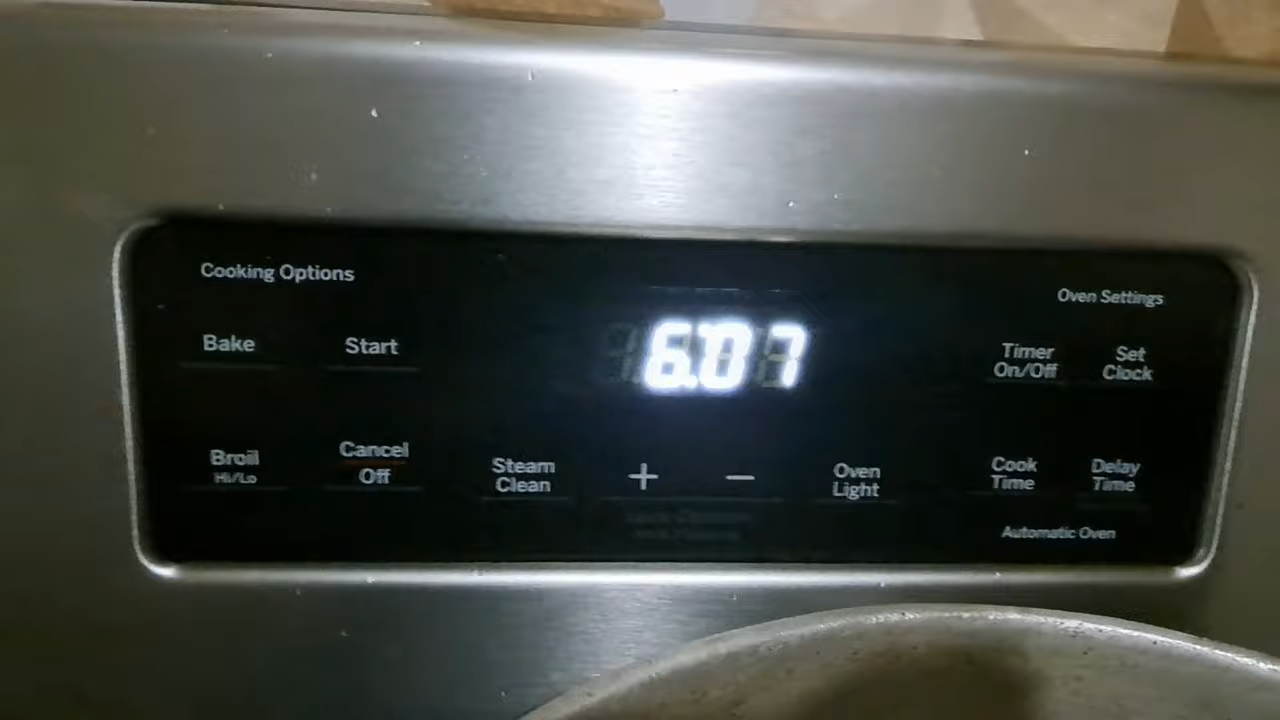 Cooking Options
Oven Settings
6:07
Bake
Start
Timer
On/Off
Set
Clock
Broil
Hi/Lo
Cancel
Off
Steam
Clean
+
−
Oven
Light
Cook
Time
Delay
Time
Automatic Oven